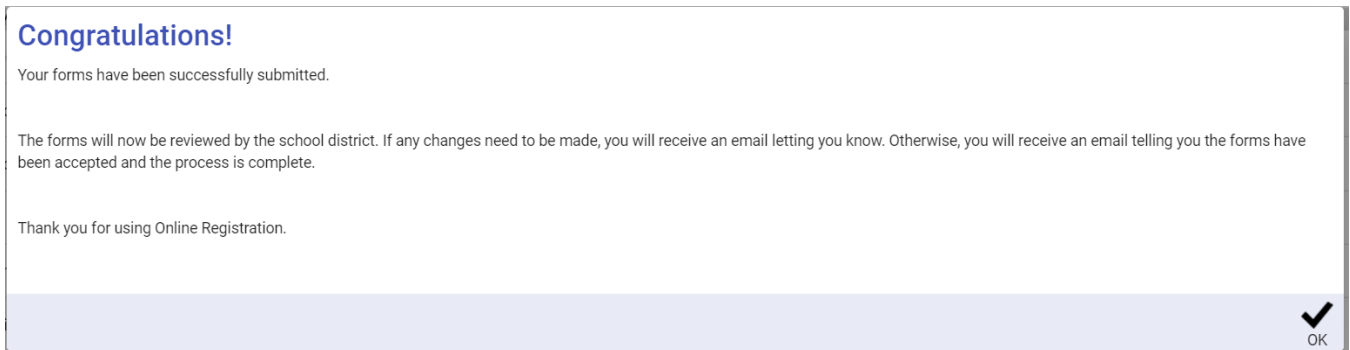 Congratulations!
Your forms have been successfully submitted.
The forms will now be reviewed by the school district. If any changes need to be made, you will receive an email letting you know. Otherwise, you will receive an email telling you the forms have
been accepted and the process is complete.
Thank you for using Online Registration.
OK